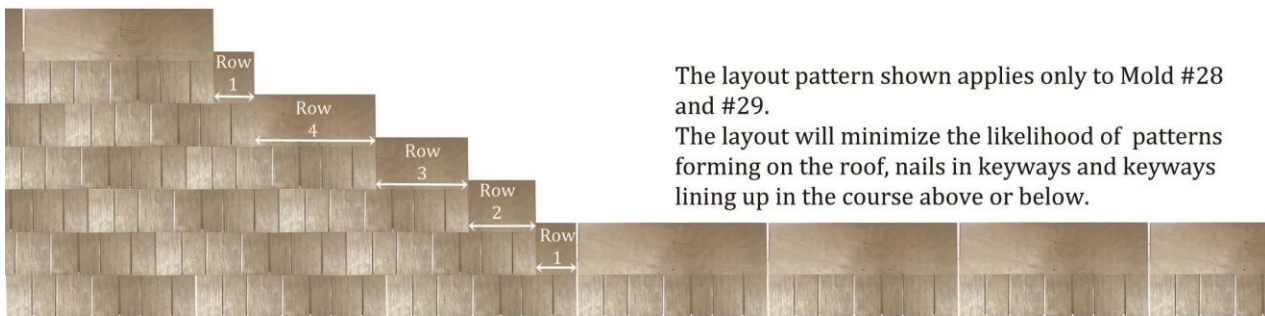 Row
1
Row
4
The layout pattern shown applies only to Mold #28
and #29.
The layout will minimize the likelihood of patterns
forming on the roof, nails in keyways and keyways
lining up in the course above or below.
Row
3
Row
2
Row
1